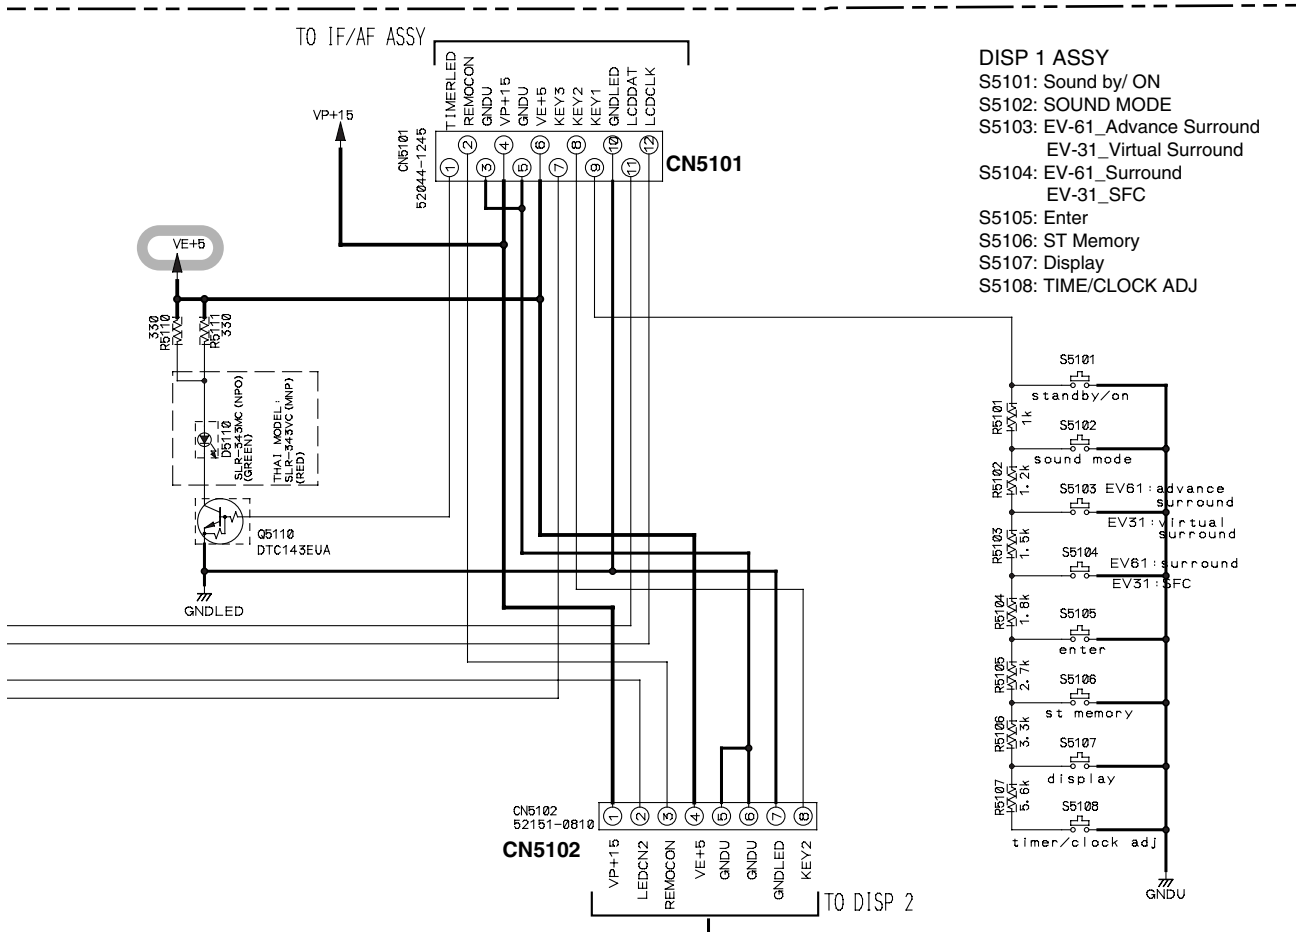 TO IF/AF ASSY
DISP 1 ASSY
S5101: Sound by/ ON
S5102: SOUND MODE
S5103: EV-61_Advance Surround
EV-31_Virtual Surround
S5104: EV-61_Surround
EV-31_SFC
S5105: Enter
S5106: ST Memory
S5107: Display
S5108: TIME/CLOCK ADJ
VP+15
TIMERLED
REMOCON
GNDU
VP+15
GNDU
VE+5
KEY3
KEY2
KEY1
GNDLED
LCDDAT
LCDCLK
CN5101
52044-1245
1 2 3 4 5 6 7 8 9 10 11 12
CN5101
VE+5
330
R5110
R5111
330
D5110
SLR-343MC (NPO)
(GREEN)
THAI MODEL:
SLR-343VC (MNP)
(RED)
Q5110
DTC143EUA
GNDLED
S5101
standby/on
R5101
1k
S5102
sound mode
R5102
1.2k
S5103 EV61:advance
surround
EV31:virtual
surround
R5103
1.5k
S5104
EV61:surround
EV31:SFC
R5104
1.8k
S5105
enter
R5105
2.7k
S5106
st memory
R5106
3.3k
S5107
display
R5107
5.6k
S5108
timer/clock adj
GNDU
CN5102
52151-0810
CN5102
1 2 3 4 5 6 7 8
VP+15
LEDCN2
REMOCON
VE+5
GNDU
GNDU
GNDLED
KEY2
TO DISP 2